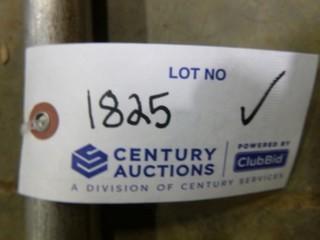 LOT NO
1825 ✓
CENTURY AUCTIONS
POWERED BY ClubBid
A DIVISION OF CENTURY SERVICES